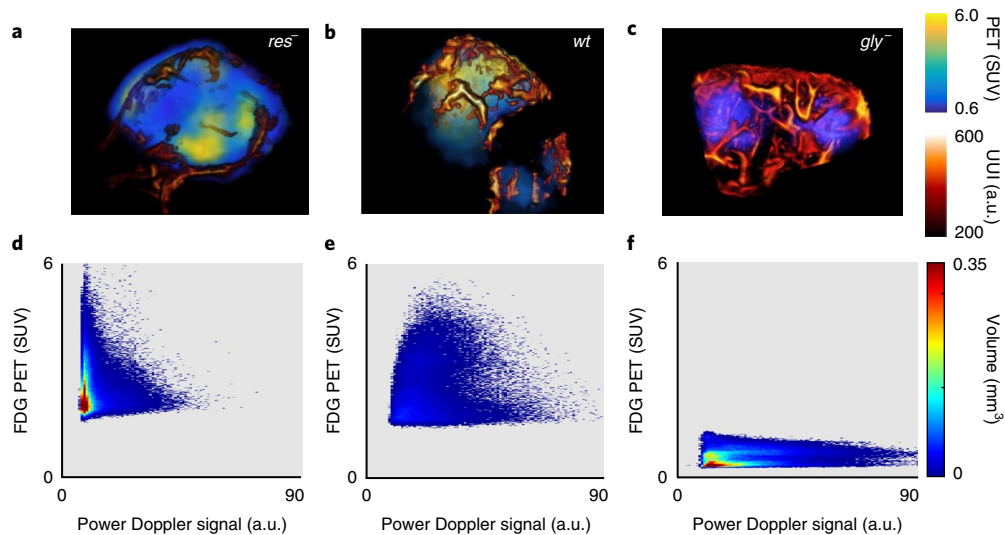 a
res⁻
b
wt
c
gly⁻
6.0
PET (SUV)
0.6
600
UUI (a.u.)
200
d
6
FDG PET (SUV)
0
0
90
Power Doppler signal (a.u.)
e
6
FDG PET (SUV)
0
0
90
Power Doppler signal (a.u.)
f
6
FDG PET (SUV)
0
0
90
Power Doppler signal (a.u.)
0.35
Volume (mm³)
0